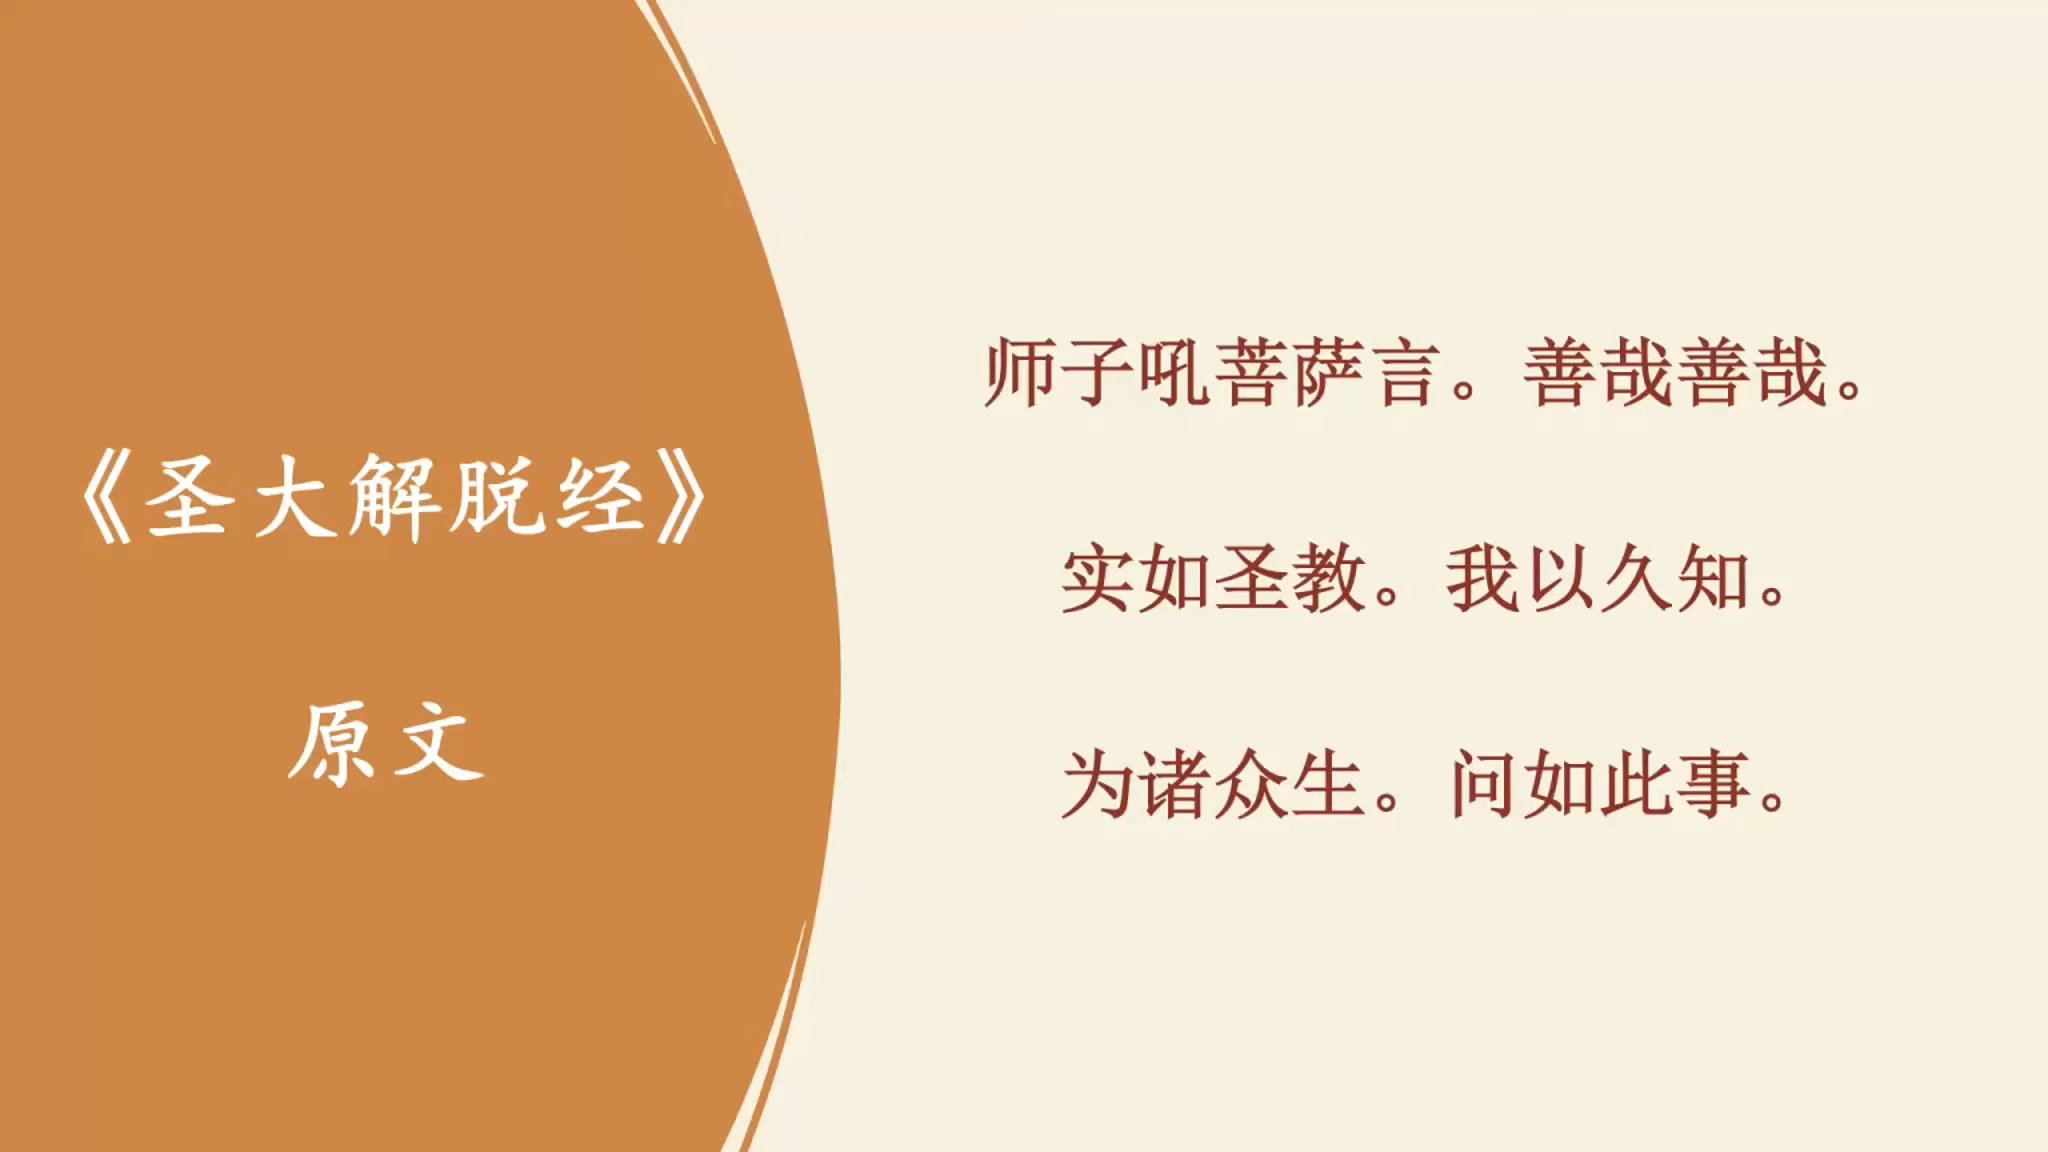 《圣大解脱经》
原文
师子吼菩萨言。善哉善哉。
实如圣教。我以久知。
为诸众生。问如此事。